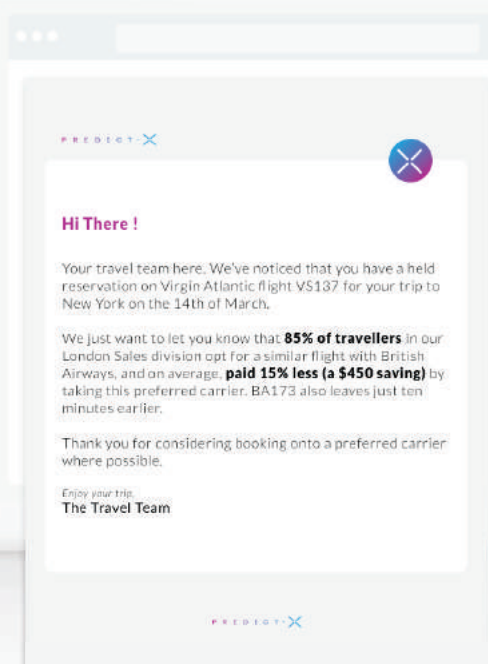 PREDICT·X
Hi There !
Your travel team here. We've noticed that you have a held
reservation on Virgin Atlantic flight VS137 for your trip to
New York on the 14th of March.
We just want to let you know that 85% of travellers in our
London Sales division opt for a similar flight with British
Airways, and on average, paid 15% less (a $450 saving) by
taking this preferred carrier. BA173 also leaves just ten
minutes earlier.
Thank you for considering booking onto a preferred carrier
where possible.
Enjoy your trip,
The Travel Team
PREDICT·X